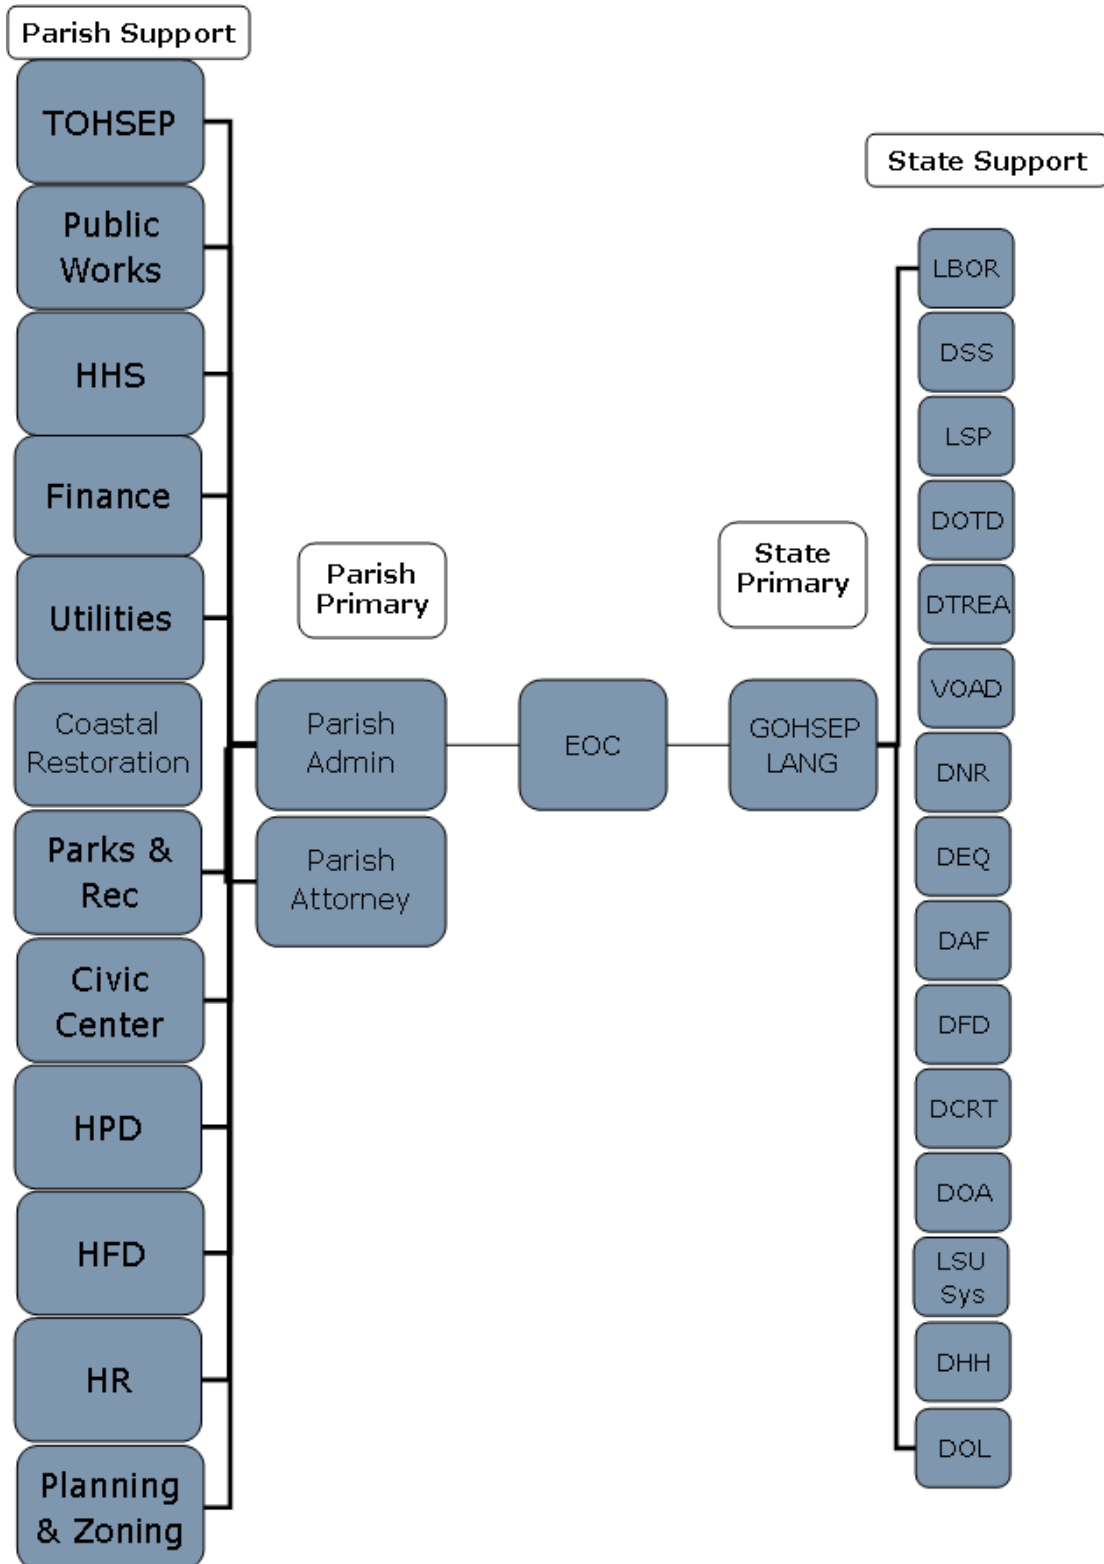 Parish Support
TOHSEP
Public
Works
HHS
Finance
Utilities
Coastal
Restoration
Parks &
Rec
Civic
Center
HPD
HFD
HR
Planning
& Zoning
Parish
Primary
Parish
Admin
Parish
Attorney
EOC
State
Primary
GOHSEP
LANG
State Support
LBOR
DSS
LSP
DOTD
DTREA
VOAD
DNR
DEQ
DAF
DFD
DCRT
DOA
LSU
Sys
DHH
DOL